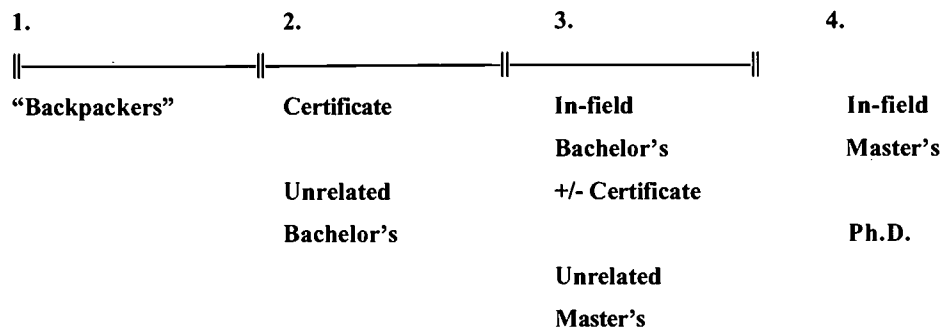 1. 2. 3. 4.
“Backpackers” Certificate In-field In-field
Bachelor’s Master’s
Unrelated +/- Certificate
Bachelor’s Ph.D.
Unrelated
Master’s